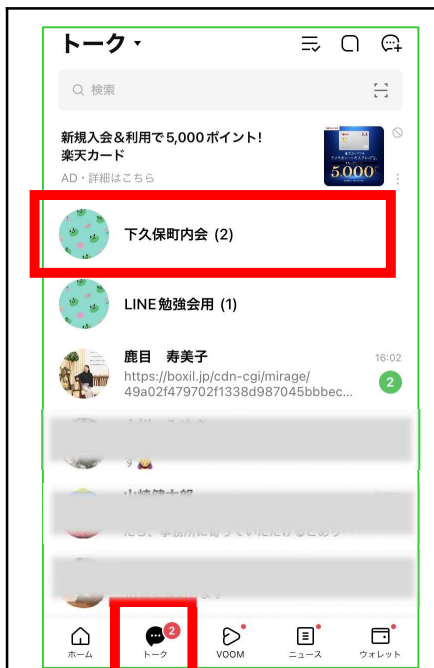 トーク
検索
新規入会&利用で5,000ポイント!
楽天カード
AD・詳細はこちら
5,000
下久保町内会 (2)
LINE勉強会用 (1)
鹿目 寿美子
16:02
https://boxil.jp/cdn-cgi/mirage/
49a02f479702f1338d987045bbbec...
2
2
ホーム
トーク
VOOM
ニュース
ウォレット